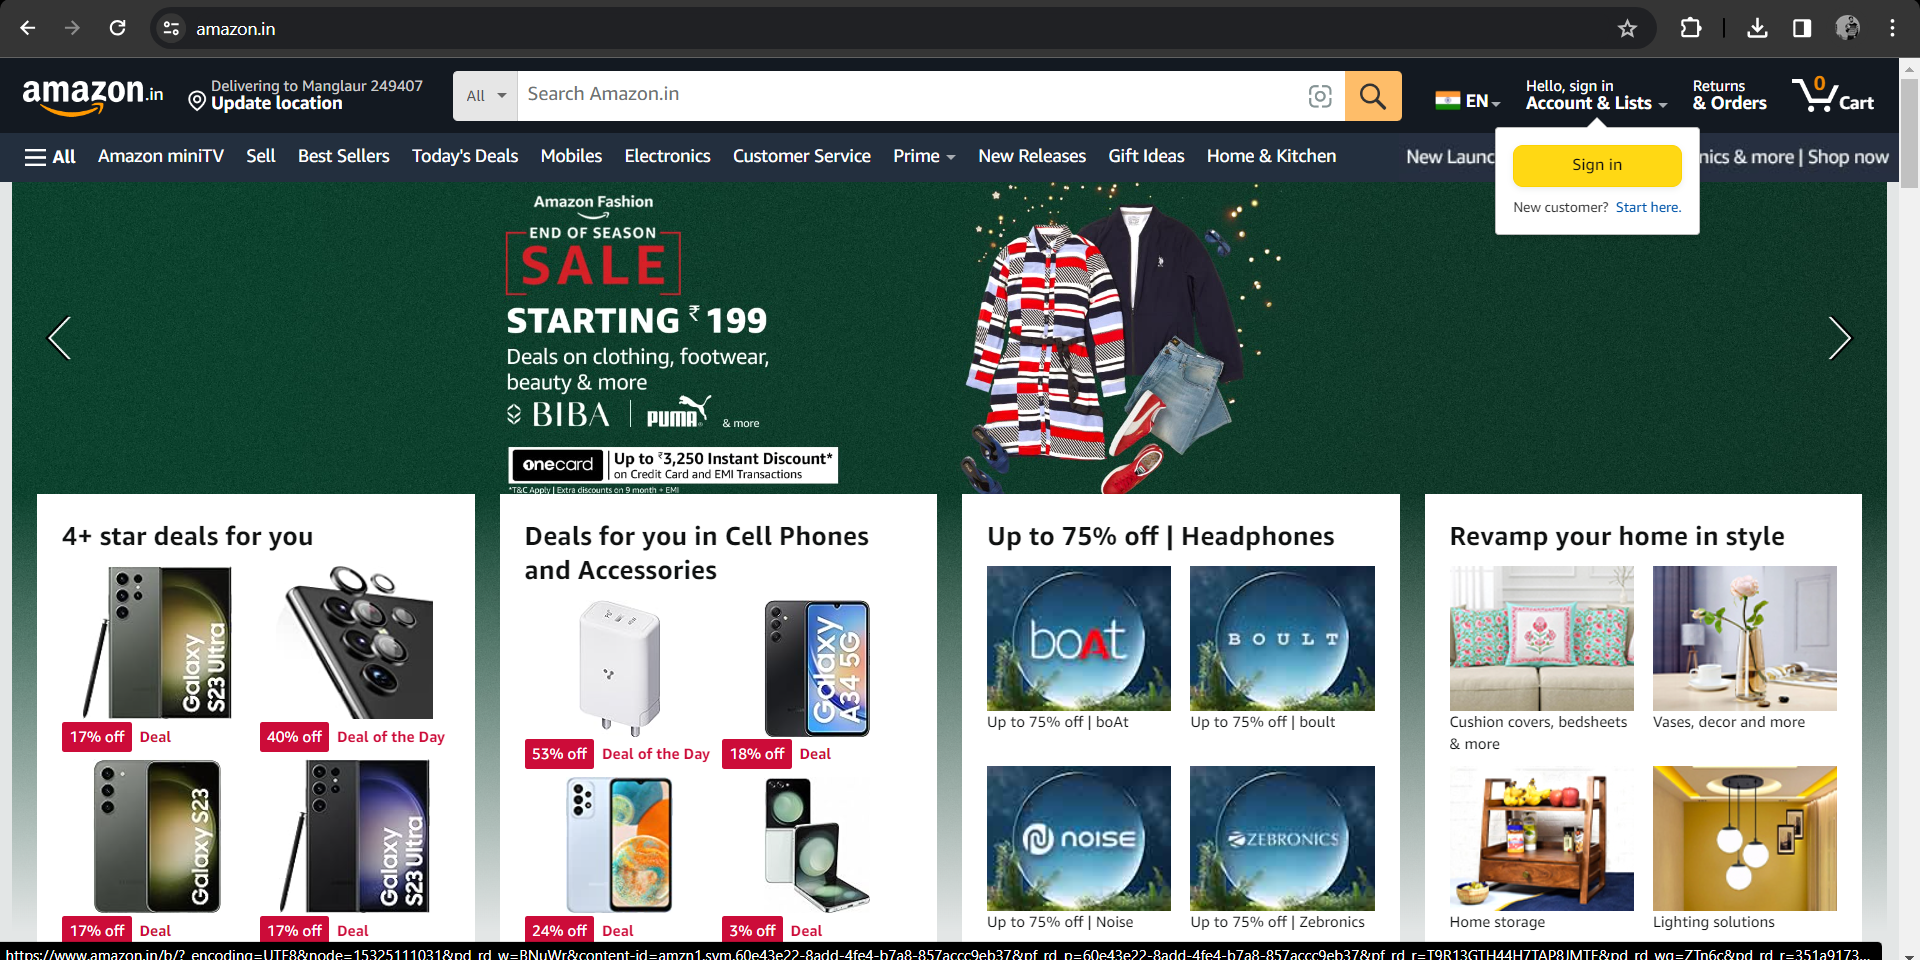 amazon.in
amazon.in
Delivering to Manglaur 249407
Update location
All
Search Amazon.in
EN
Hello, sign in
Account & Lists
Returns
& Orders
0
Cart
All
Amazon miniTV
Sell
Best Sellers
Today's Deals
Mobiles
Electronics
Customer Service
Prime
New Releases
Gift Ideas
Home & Kitchen
New Launc
nics & more | Shop now
Sign in
New customer? Start here.
Amazon Fashion
END OF SEASON
SALE
STARTING ₹199
Deals on clothing, footwear,
beauty & more
BIBA
PUMA
& more
onecard
Up to ₹3,250 Instant Discount*
on Credit Card and EMI Transactions
*T&C Apply | Extra discounts on 9 month + EMI
4+ star deals for you
Galaxy
S23 Ultra
17% off Deal
40% off Deal of the Day
Galaxy S23
Galaxy
S23 Ultra
17% off Deal
17% off Deal
Deals for you in Cell Phones
and Accessories
Galaxy
A34 5G
53% off Deal of the Day
18% off Deal
24% off Deal
3% off Deal
Up to 75% off | Headphones
boAt
BOULT
Up to 75% off | boAt
Up to 75% off | boult
NOISE
ZEBRONICS
Up to 75% off | Noise
Up to 75% off | Zebronics
Revamp your home in style
Cushion covers, bedsheets
& more
Vases, decor and more
Home storage
Lighting solutions
https://www.amazon.in/b/?_encoding=UTF8&node=15325111031&pd_rd_w=BNuWr&content-id=amzn1.sym.60e43e22-8add-4fe4-b7a8-857accc9eb37&pf_rd_p=60e43e22-8add-4fe4-b7a8-857accc9eb37&pf_rd_r=T9R13GTH44H7TAP8JMTF&pd_rd_wg=ZTn6c&pd_rd_r=351a9173...